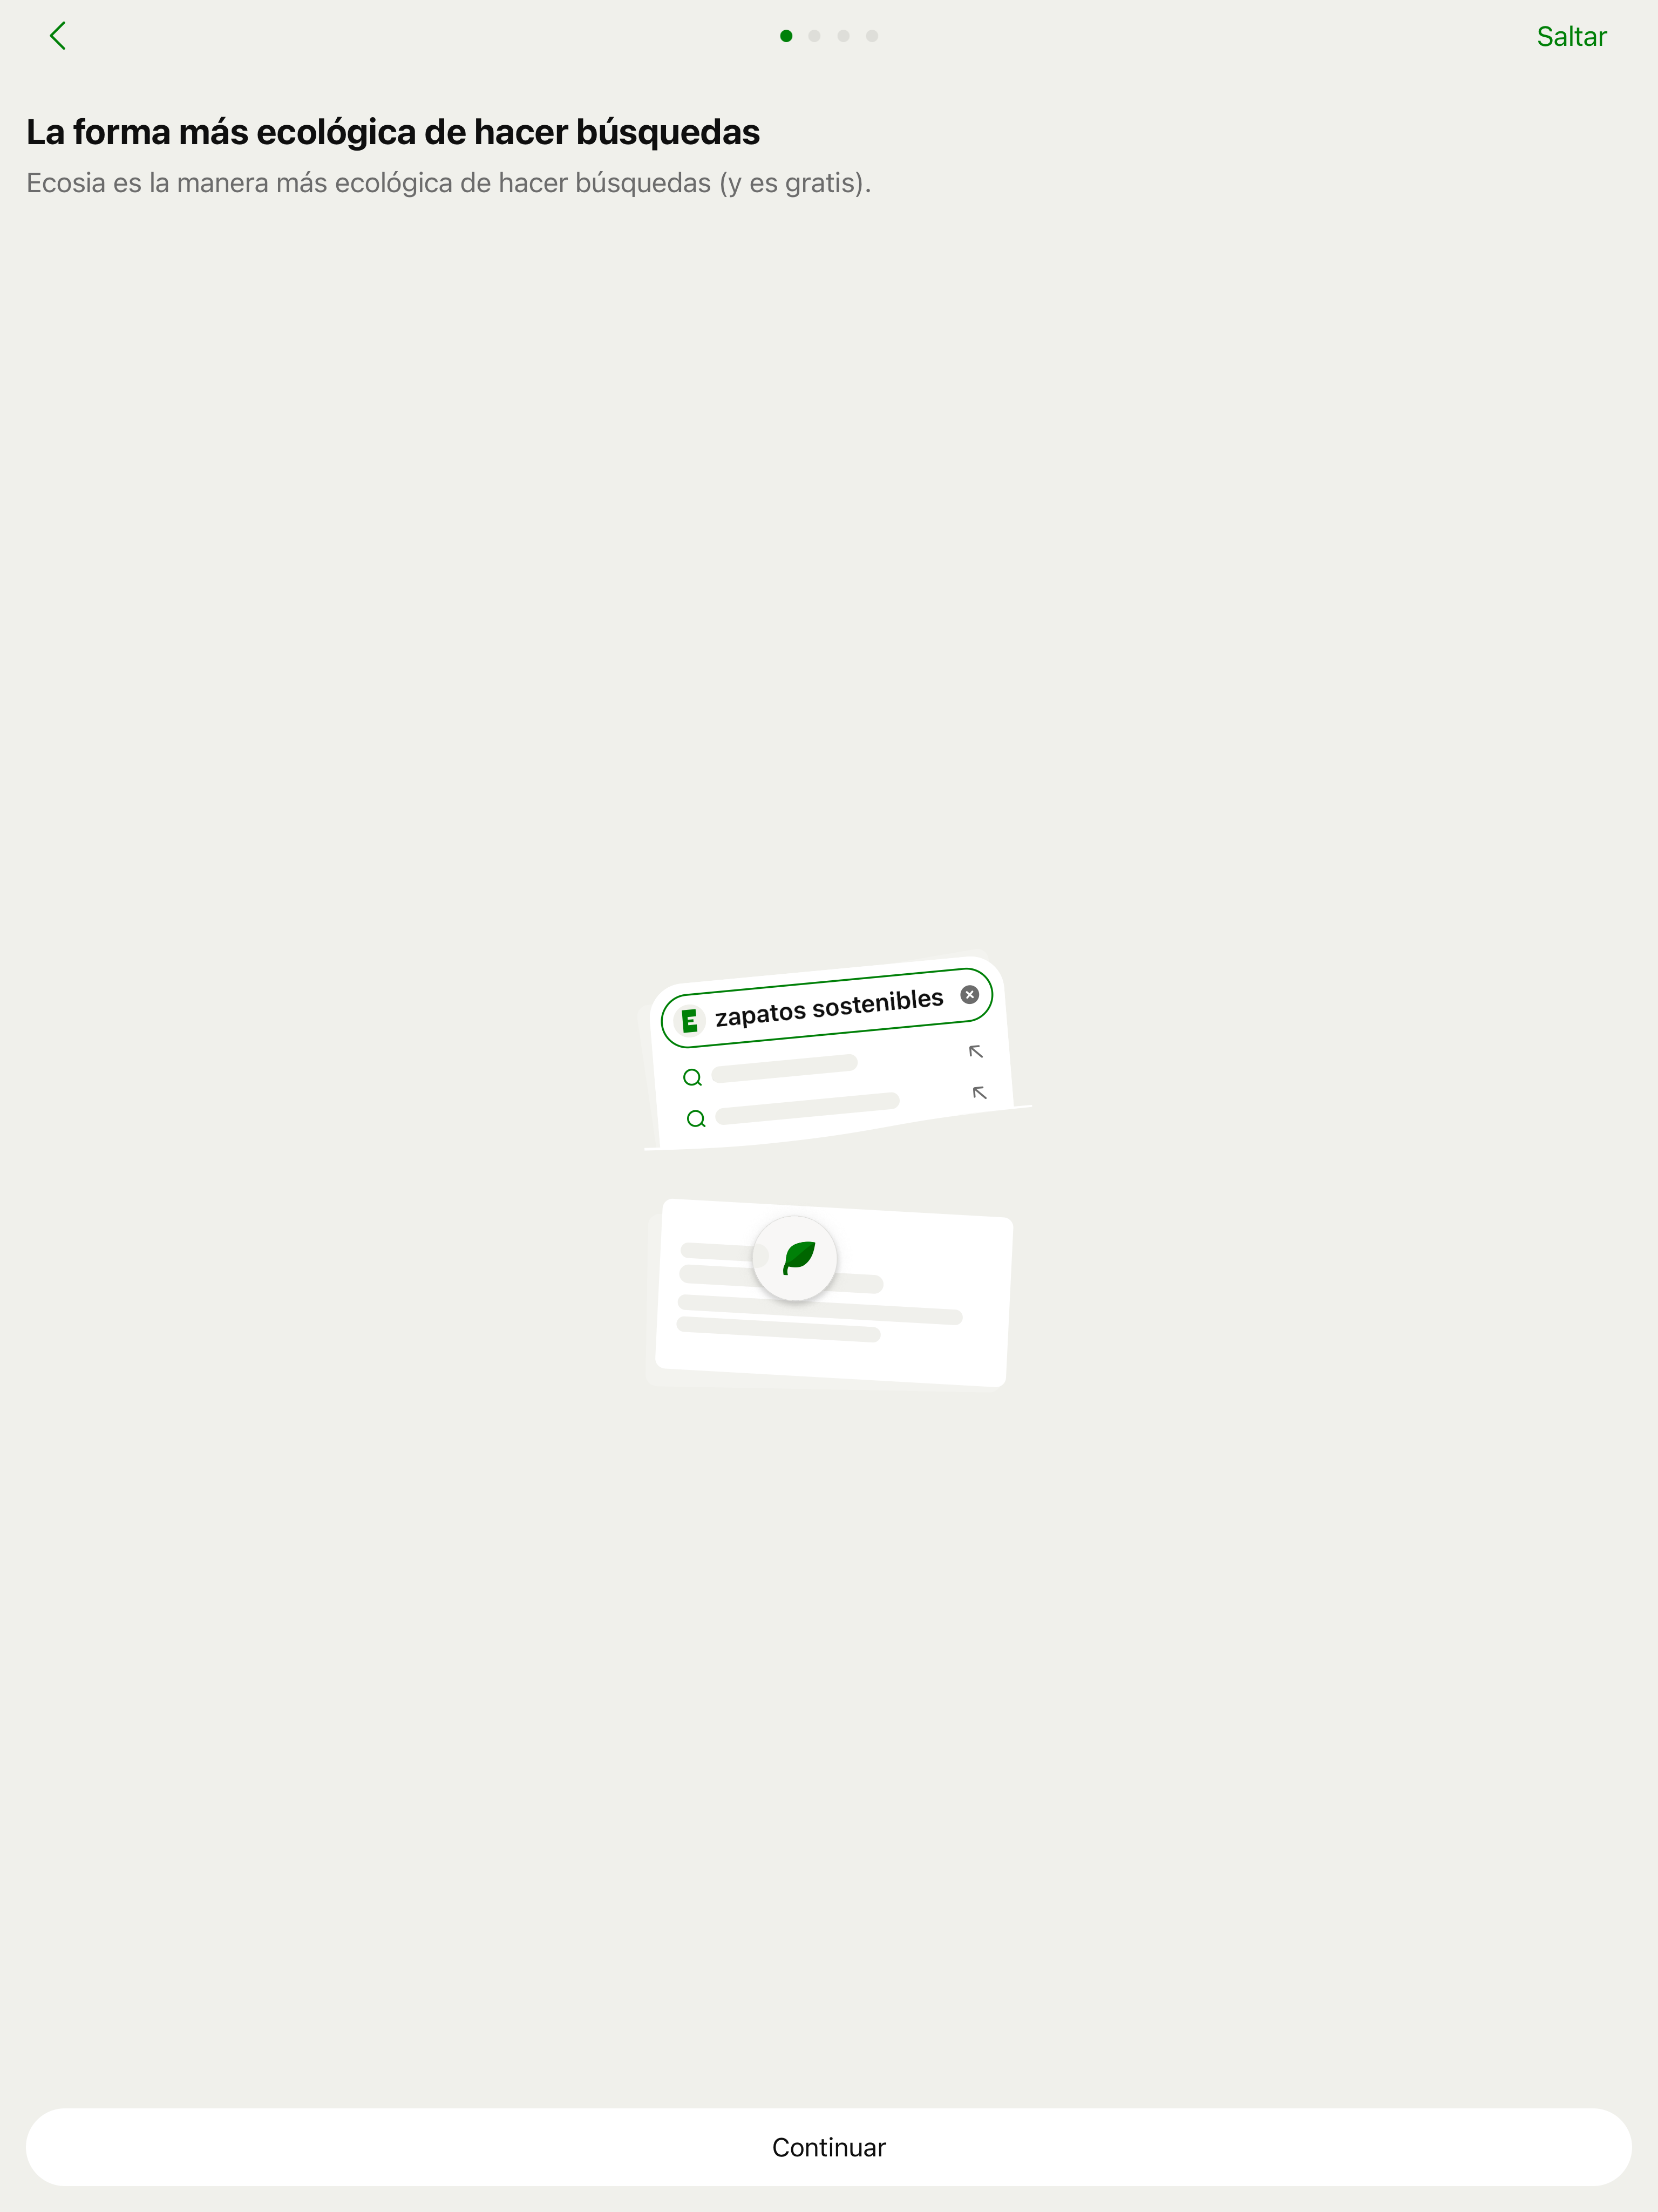 Saltar
La forma más ecológica de hacer búsquedas
Ecosia es la manera más ecológica de hacer búsquedas (y es gratis).
E zapatos sostenibles
Continuar